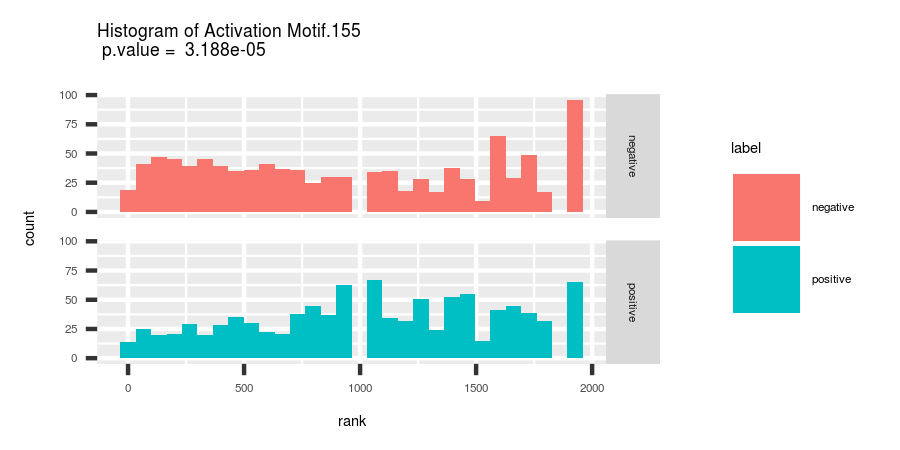 Histogram of Activation Motif.155
p.value = 3.188e-05
100
75
50
25
0
negative
100
75
50
25
0
positive
0
500
1000
1500
2000
rank
count
label
negative
positive